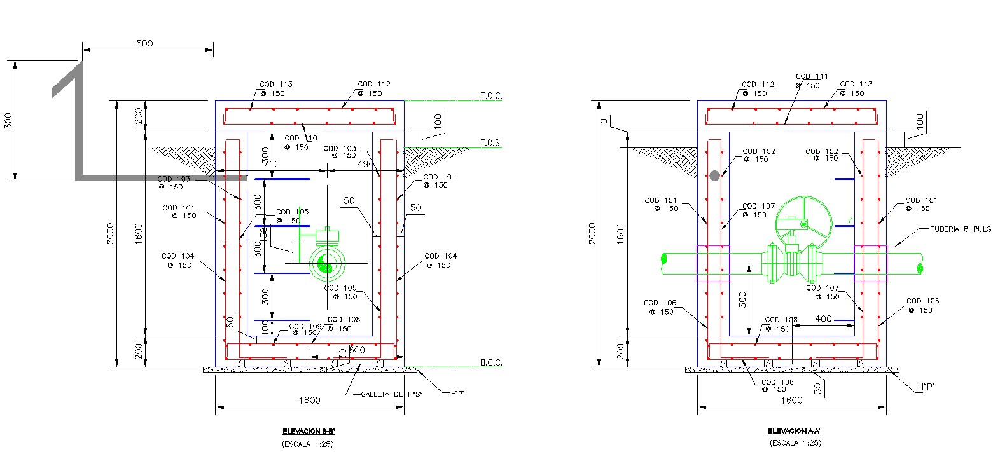 500
300
COD 113
@ 150
COD 112
@ 150
T.O.C.
200
COD 110
@ 150
100
T.O.S.
COD 103
@ 150
300
710
490
COD 103
@ 150
COD 101
@ 150
300
50
50
COD 101
@ 150
COD 105
@ 150
2000
1600
300
COD 104
@ 150
COD 104
@ 150
300
COD 105
@ 150
50
100
COD 109
@ 150
COD 108
@ 150
200
30
600
B.O.C.
GALLETA DE H°S°
H°P°
1600
ELEVACION B-B'
(ESCALA 1:25)
COD 112
@ 150
COD 111
@ 150
COD 113
@ 150
0
100
COD 102
@ 150
COD 102
@ 150
COD 101
@ 150
COD 107
@ 150
COD 101
@ 150
2000
1600
TUBERIA 8 PULG
300
COD 106
@ 150
COD 107
@ 150
COD 106
@ 150
COD 108
@ 150
400
200
COD 106
@ 150
30
H°P°
1600
ELEVACION A-A'
(ESCALA 1:25)